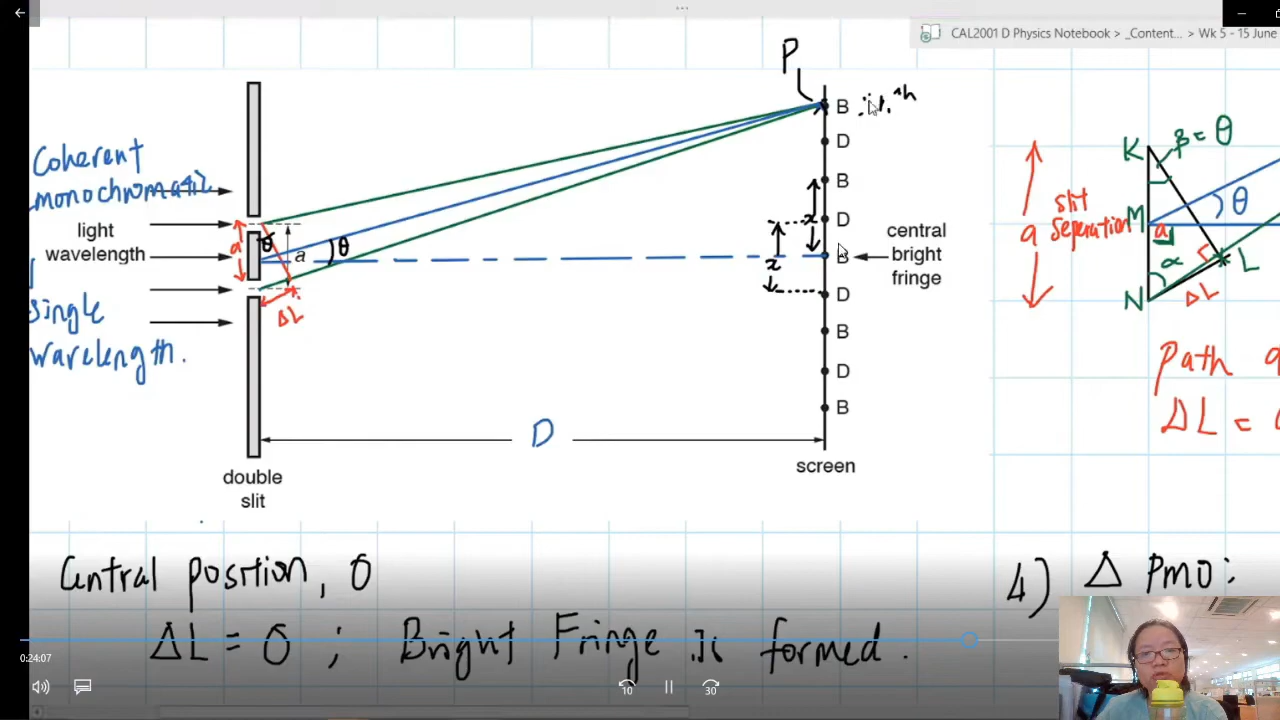 CAL2001 D Physics Notebook > _Content... > Wk 5 - 15 June
P
B
D
B
D
B
D
B
D
B
x
x
central
bright
fringe
Coherent
monochromatic
light
wavelength
single
wavelength.
a
θ
a
θ
ΔL
D
double
slit
screen
K
β = θ
slit
seperation
a
M
a
θ
α
L
N
ΔL
Path
ΔL =
Central position, O
ΔL = 0 ; Bright Fringe is formed.
4) Δ PMO:
0:24:07
10
30